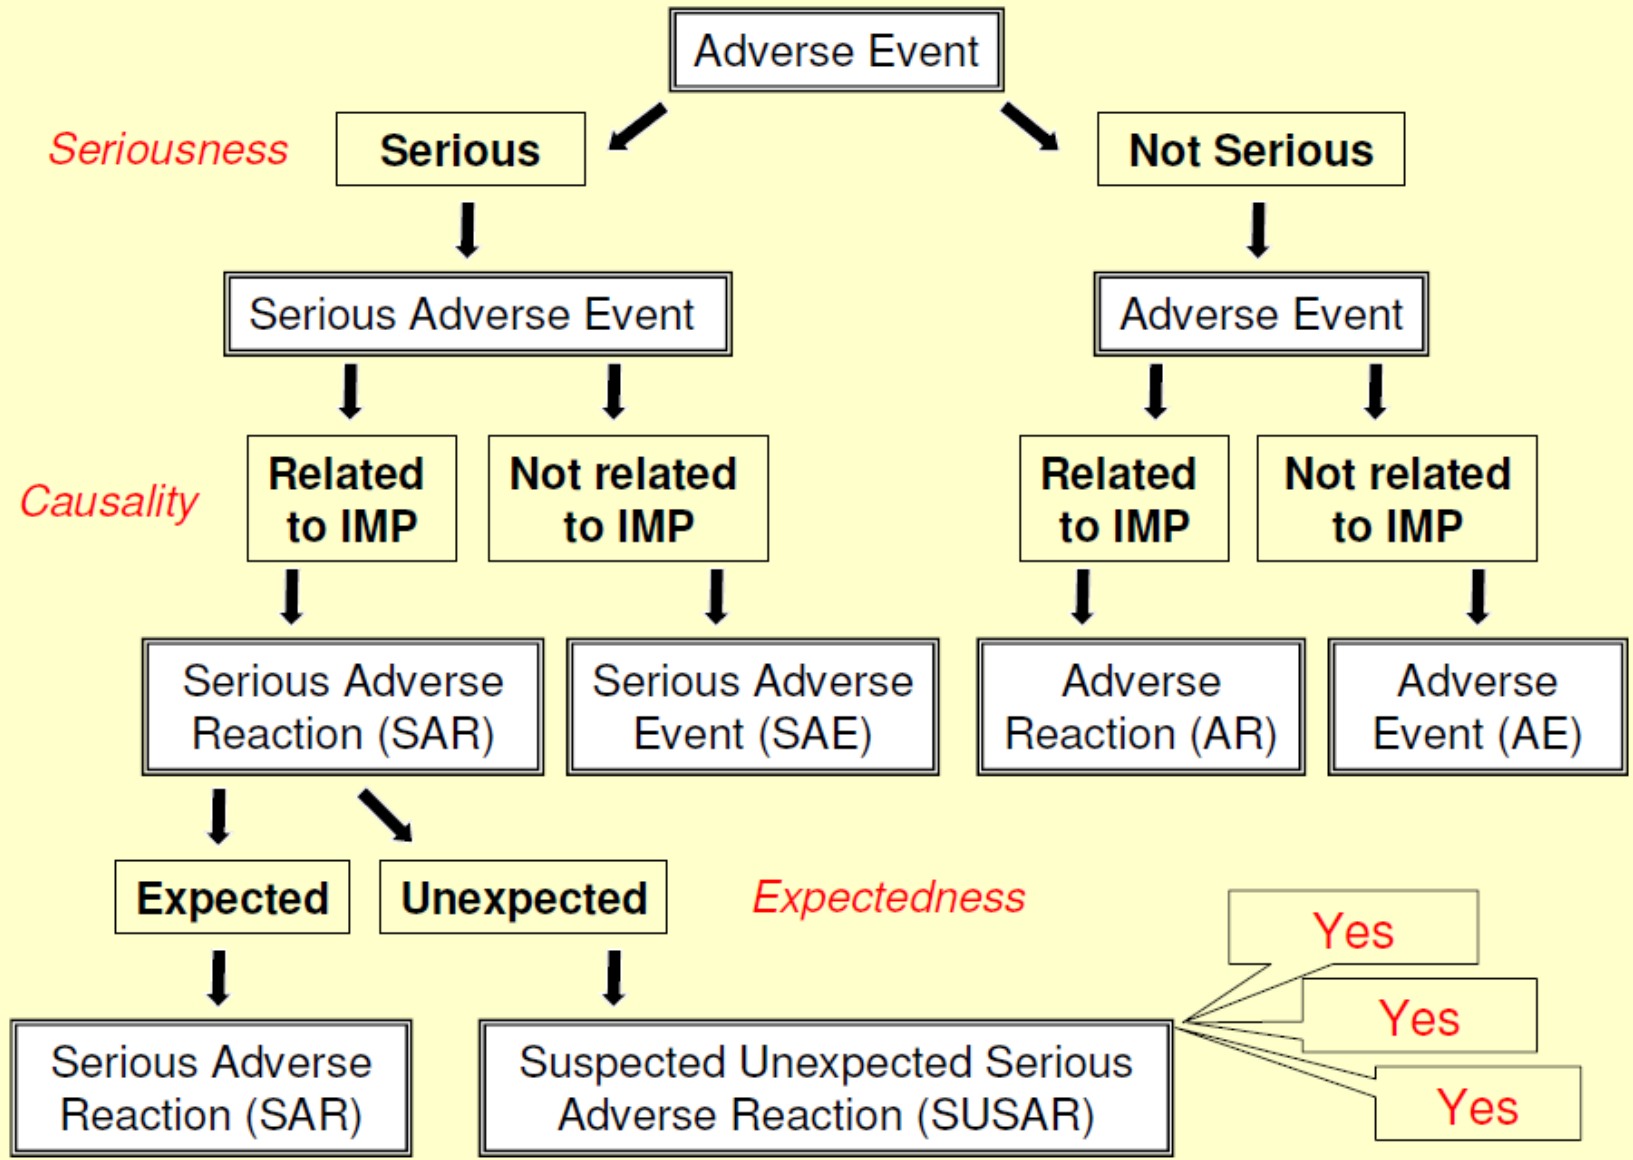 Adverse Event
Seriousness
Serious
Not Serious
Serious Adverse Event
Adverse Event
Causality
Related
to IMP
Not related
to IMP
Related
to IMP
Not related
to IMP
Serious Adverse
Reaction (SAR)
Serious Adverse
Event (SAE)
Adverse
Reaction (AR)
Adverse
Event (AE)
Expected
Unexpected
Expectedness
Yes
Yes
Yes
Serious Adverse
Reaction (SAR)
Suspected Unexpected Serious
Adverse Reaction (SUSAR)